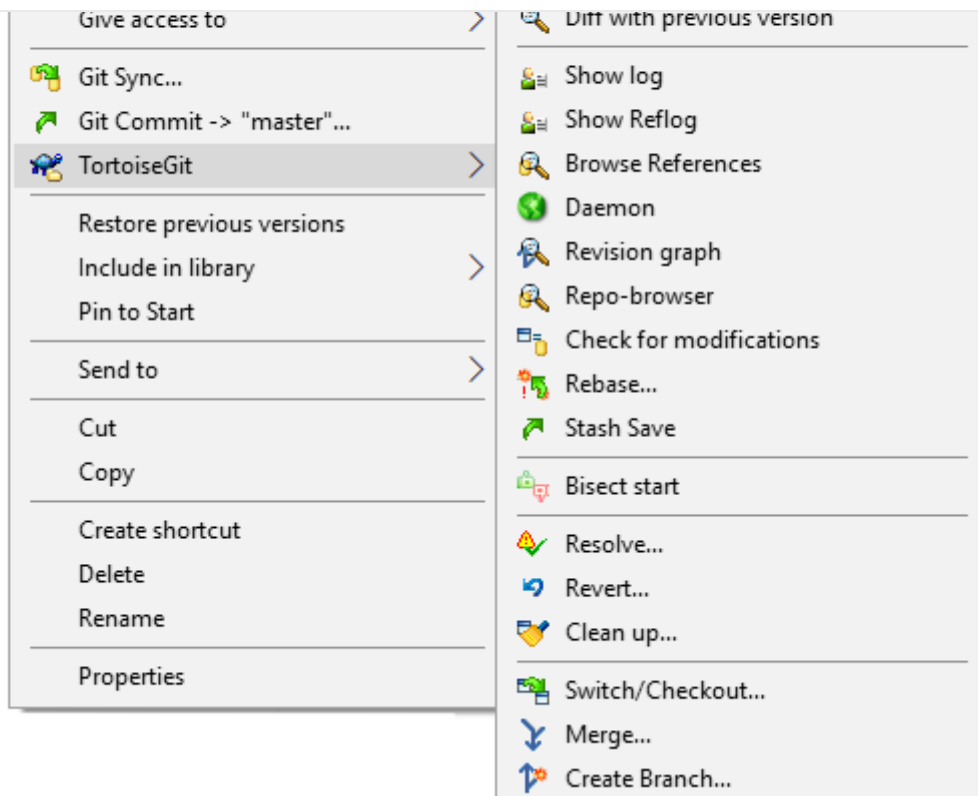 Give access to
Git Sync...
Git Commit -> "master"...
TortoiseGit
Restore previous versions
Include in library
Pin to Start
Send to
Cut
Copy
Create shortcut
Delete
Rename
Properties
Diff with previous version
Show log
Show Reflog
Browse References
Daemon
Revision graph
Repo-browser
Check for modifications
Rebase...
Stash Save
Bisect start
Resolve...
Revert...
Clean up...
Switch/Checkout...
Merge...
Create Branch...